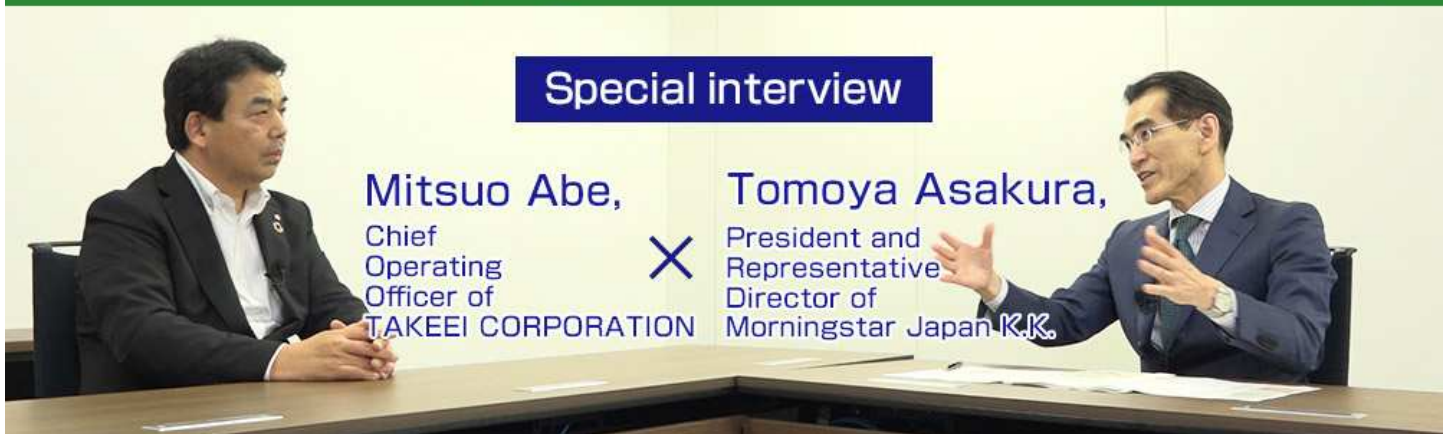 Special interview
Mitsuo Abe,
Chief
Operating
Officer of
TAKEEI CORPORATION
×
Tomoya Asakura,
President and
Representative
Director of
Morningstar Japan K.K.